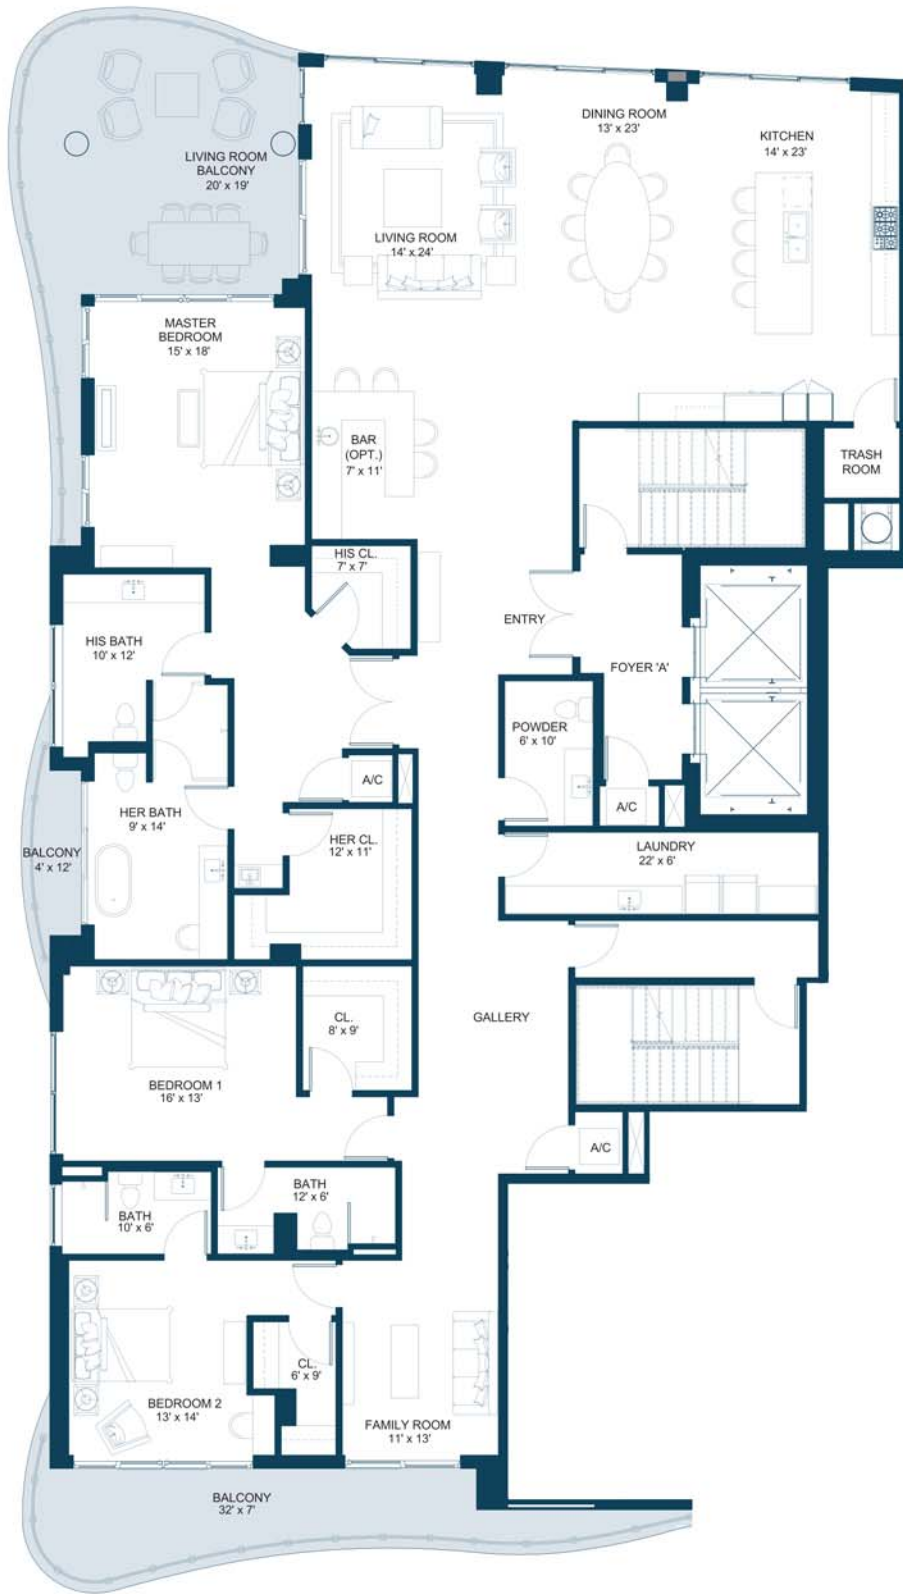 DINING ROOM
13' x 23'
KITCHEN
14' x 23'
LIVING ROOM
BALCONY
20' x 19'
LIVING ROOM
14' x 24'
MASTER
BEDROOM
15' x 18'
BAR
(OPT.)
7' x 11'
TRASH
ROOM
HIS CL.
7' x 7'
ENTRY
HIS BATH
10' x 12'
FOYER 'A'
POWDER
6' x 10'
A/C
A/C
HER BATH
9' x 14'
HER CL.
12' x 11'
LAUNDRY
22' x 6'
BALCONY
4' x 12'
CL.
8' x 9'
GALLERY
BEDROOM 1
16' x 13'
A/C
BATH
12' x 6'
BATH
10' x 6'
CL.
6' x 9'
BEDROOM 2
13' x 14'
FAMILY ROOM
11' x 13'
BALCONY
32' x 7'